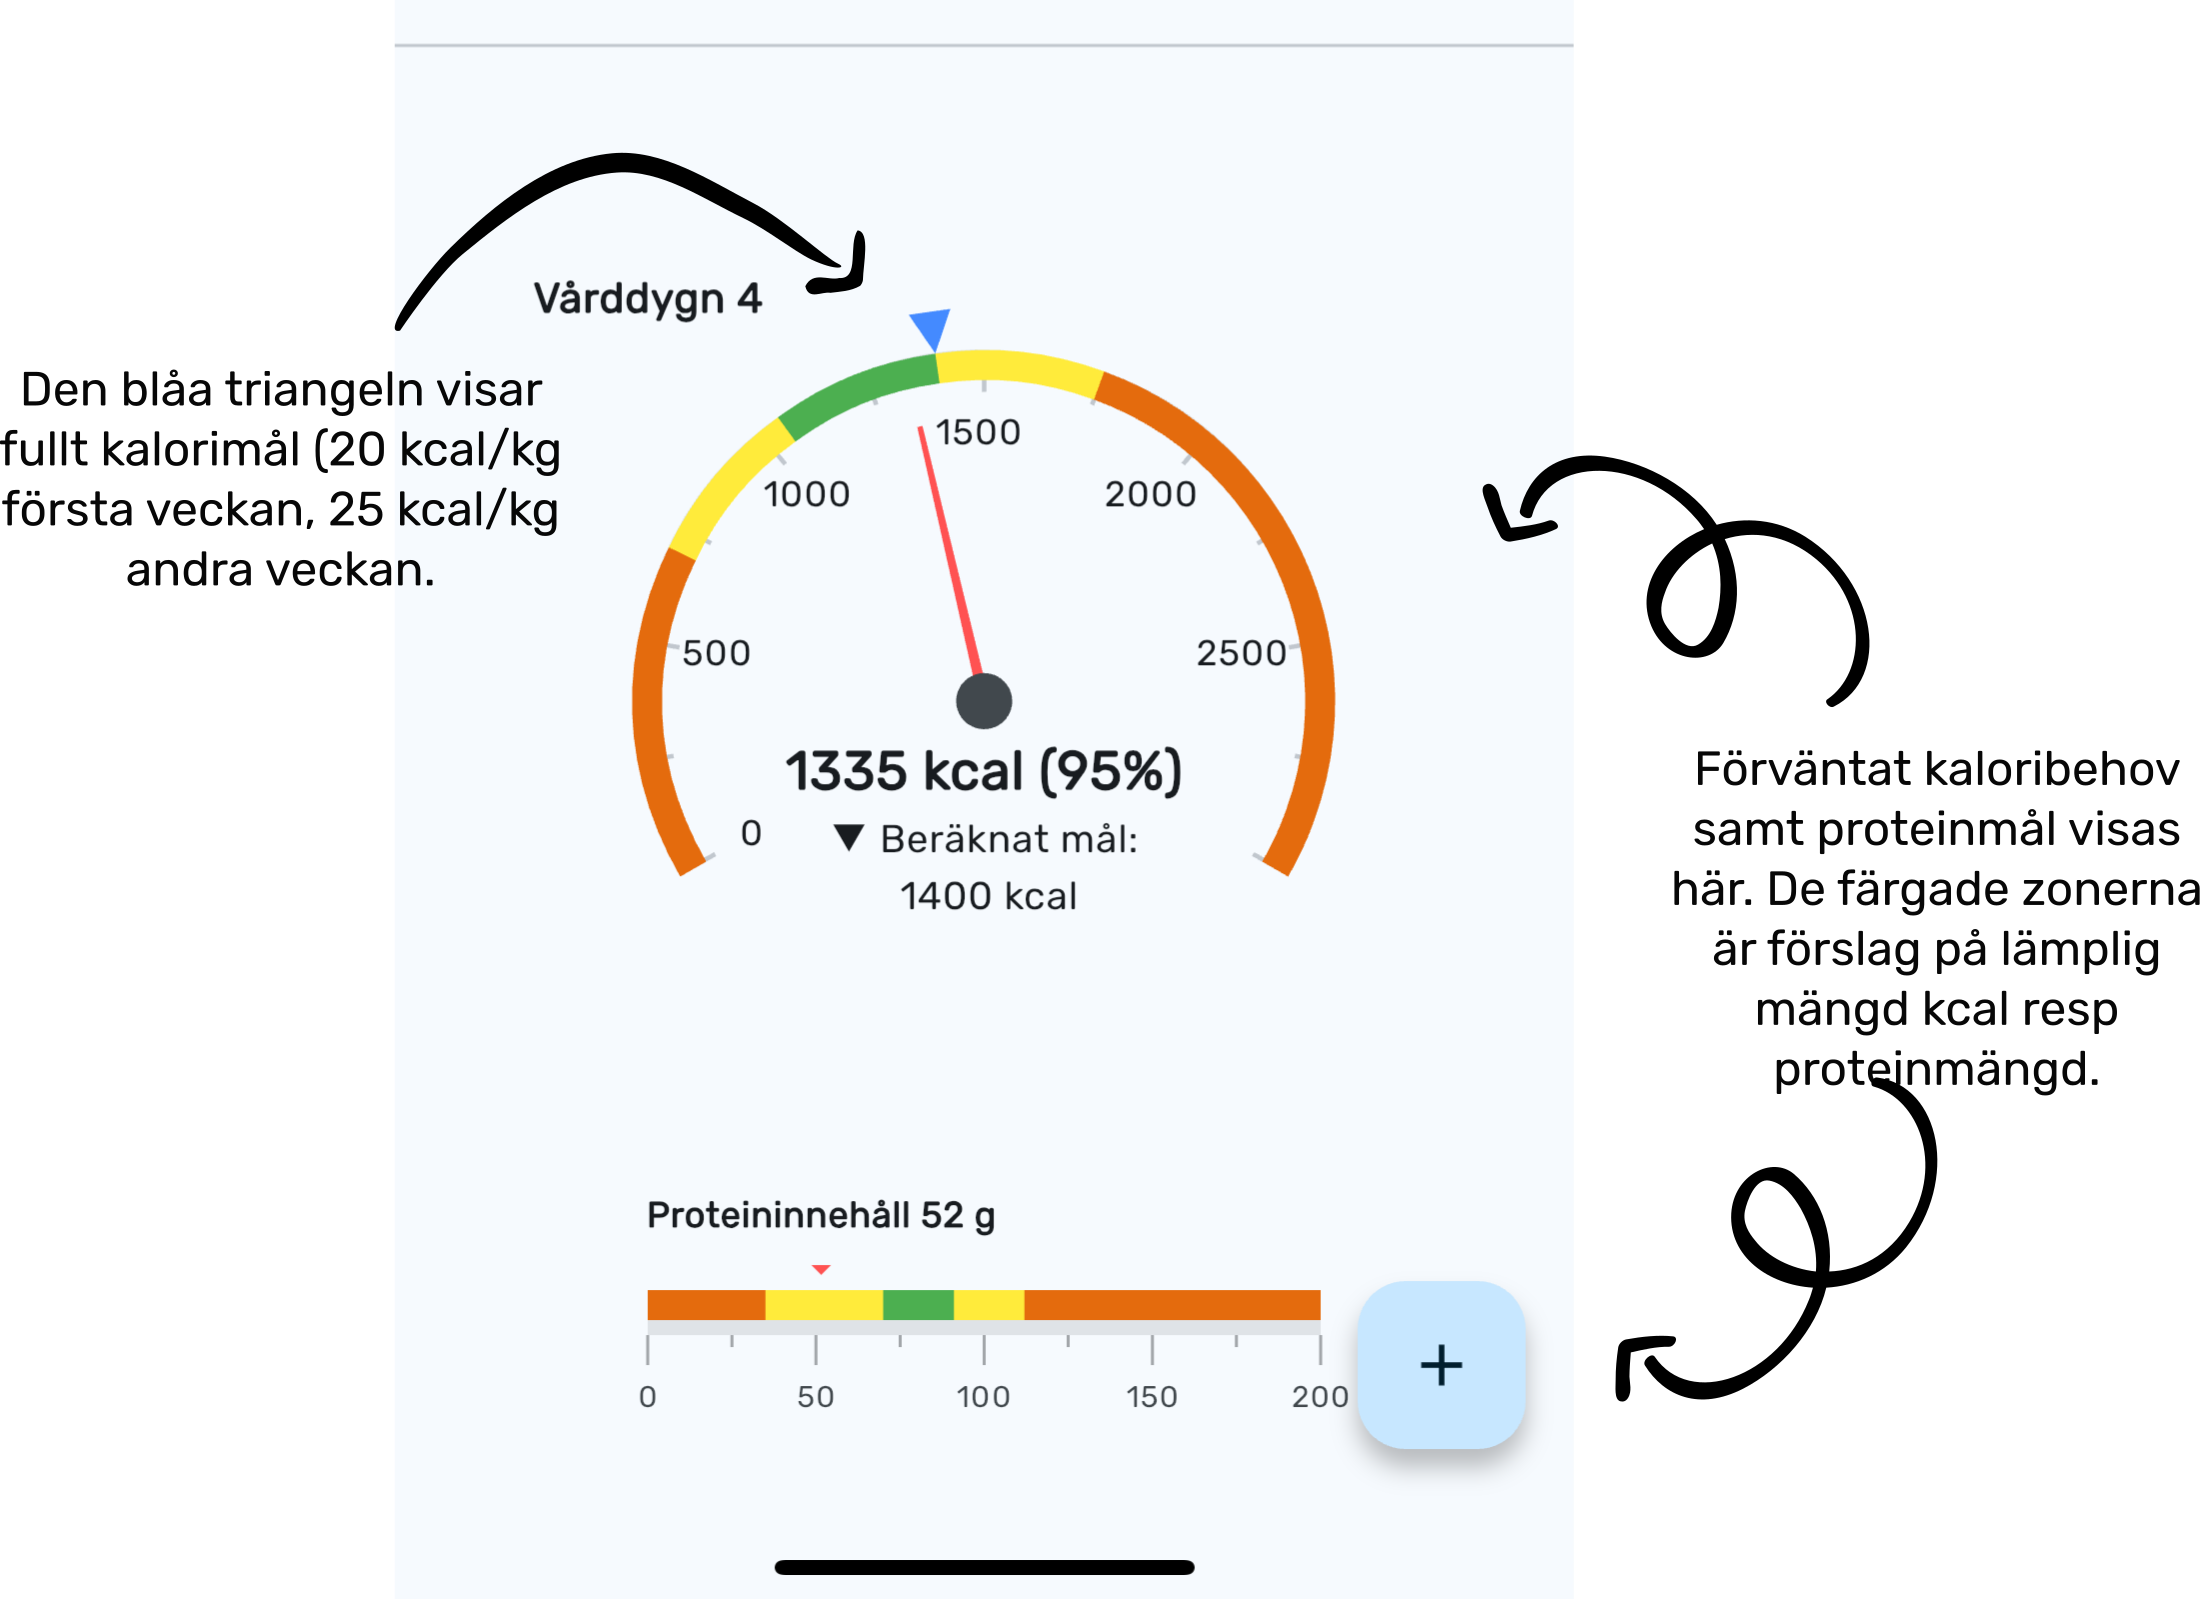 Vårddygn 4
Den blåa triangeln visar
fullt kalorimål (20 kcal/kg
första veckan, 25 kcal/kg
andra veckan.
0
500
1000
1500
2000
2500
1335 kcal (95%)
▼ Beräknat mål:
1400 kcal
Förväntat kaloribehov
samt proteinmål visas
här. De färgade zonerna
är förslag på lämplig
mängd kcal resp
proteinmängd.
Proteininnehåll 52 g
0 50 100 150 200
+